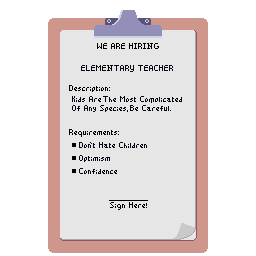 WE ARE HIRING
ELEMENTARY TEACHER
Description:
Kids Are The Most Complicated
Of Any Species, Be Careful.
Requirements:
Don't Hate Children
Optimism
Confidence
Sign Here!